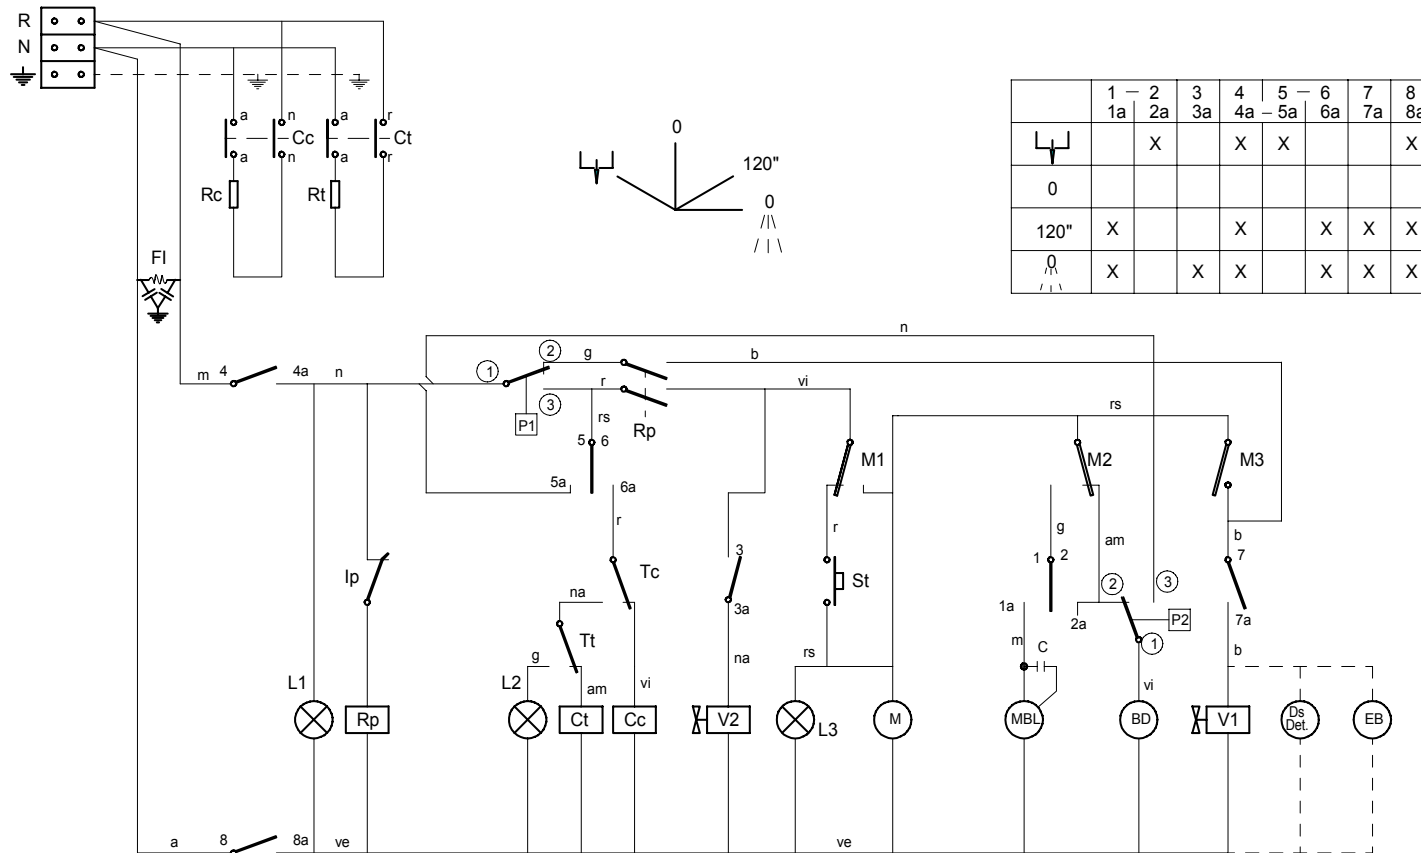 R
N
a n a r
Cc Ct
a n a r
Rc Rt
FI
0
120"
0
1 – 2 3 4 5 – 6 7 8
1a 2a 3a 4a – 5a 6a 7a 8a
X X X X
0
120" X X X X X
0 X X X X X X
n
m 4 4a n 1 2 g b
3 r vi
P1 rs Rp rs
5 6 M1 M2 M3
5a 6a
r r g am b
Ip Tc 3 St 1 2 2 3 7
na 3a 1a 2a P2 7a
Tt m C 1
g am vi na rs vi b
L1 Rp L2 Ct Cc V2 L3 M MBL BD V1 Ds Det. EB
a 8 8a ve ve